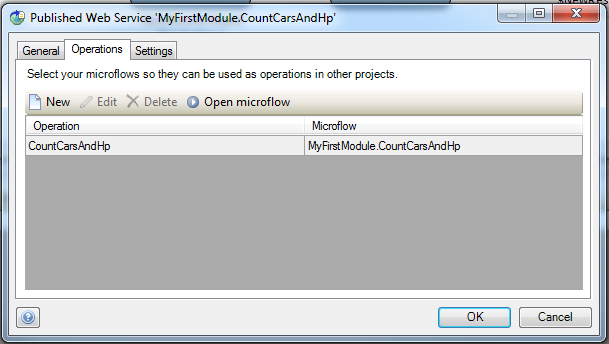 Published Web Service 'MyFirstModule.CountCarsAndHp'
General Operations Settings
Select your microflows so they can be used as operations in other projects.
New Edit Delete Open microflow
Operation Microflow
CountCarsAndHp MyFirstModule.CountCarsAndHp
OK Cancel